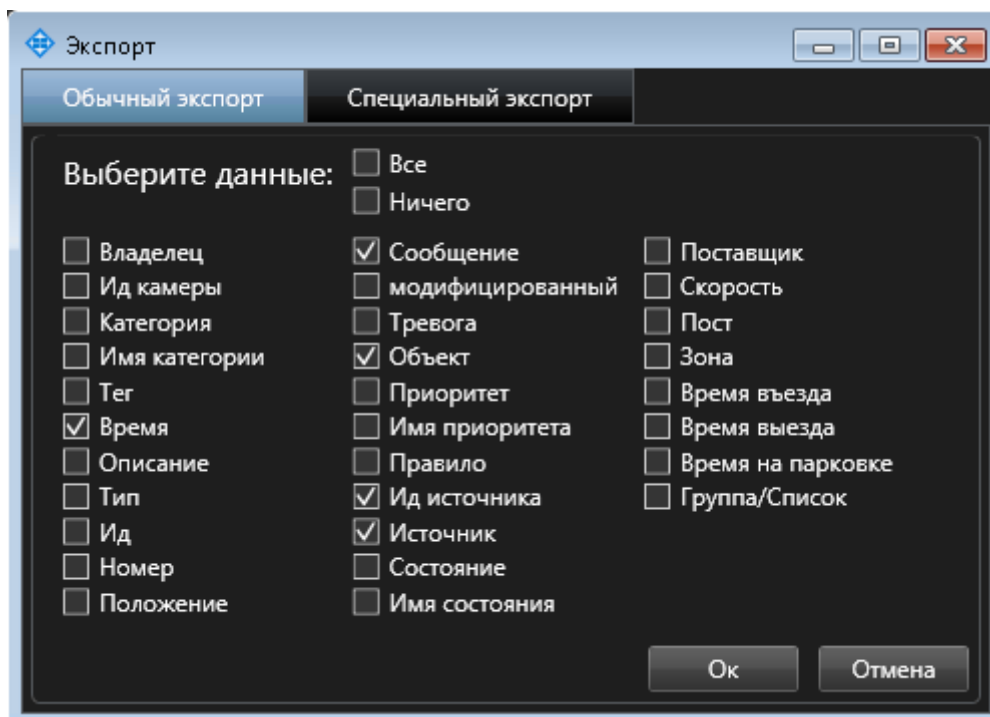 Экспорт
Обычный экспорт Специальный экспорт
Выберите данные:
Все
Ничего
Владелец Сообщение Поставщик
Ид камеры модифицированный Скорость
Категория Тревога Пост
Имя категории Объект Зона
Тег Приоритет Время въезда
Время Имя приоритета Время выезда
Описание Правило Время на парковке
Тип Ид источника Группа/Список
Ид Источник
Номер Состояние
Положение Имя состояния
Ок Отмена